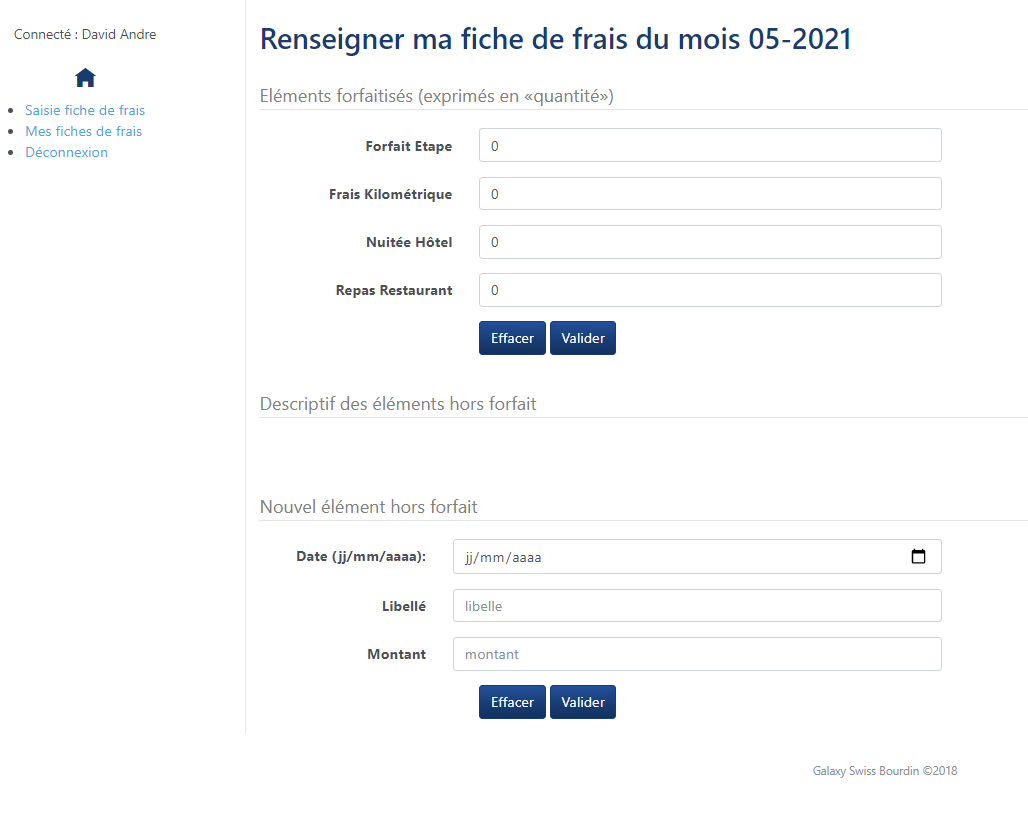 Connecté : David Andre
Saisie fiche de frais
Mes fiches de frais
Déconnexion
Renseigner ma fiche de frais du mois 05-2021
Eléments forfaitisés (exprimés en «quantité»)
Forfait Etape 0
Frais Kilométrique 0
Nuitée Hôtel 0
Repas Restaurant 0
Effacer Valider
Descriptif des éléments hors forfait
Nouvel élément hors forfait
Date (jj/mm/aaaa): jj/mm/aaaa
Libellé libelle
Montant montant
Effacer Valider
Galaxy Swiss Bourdin ©2018